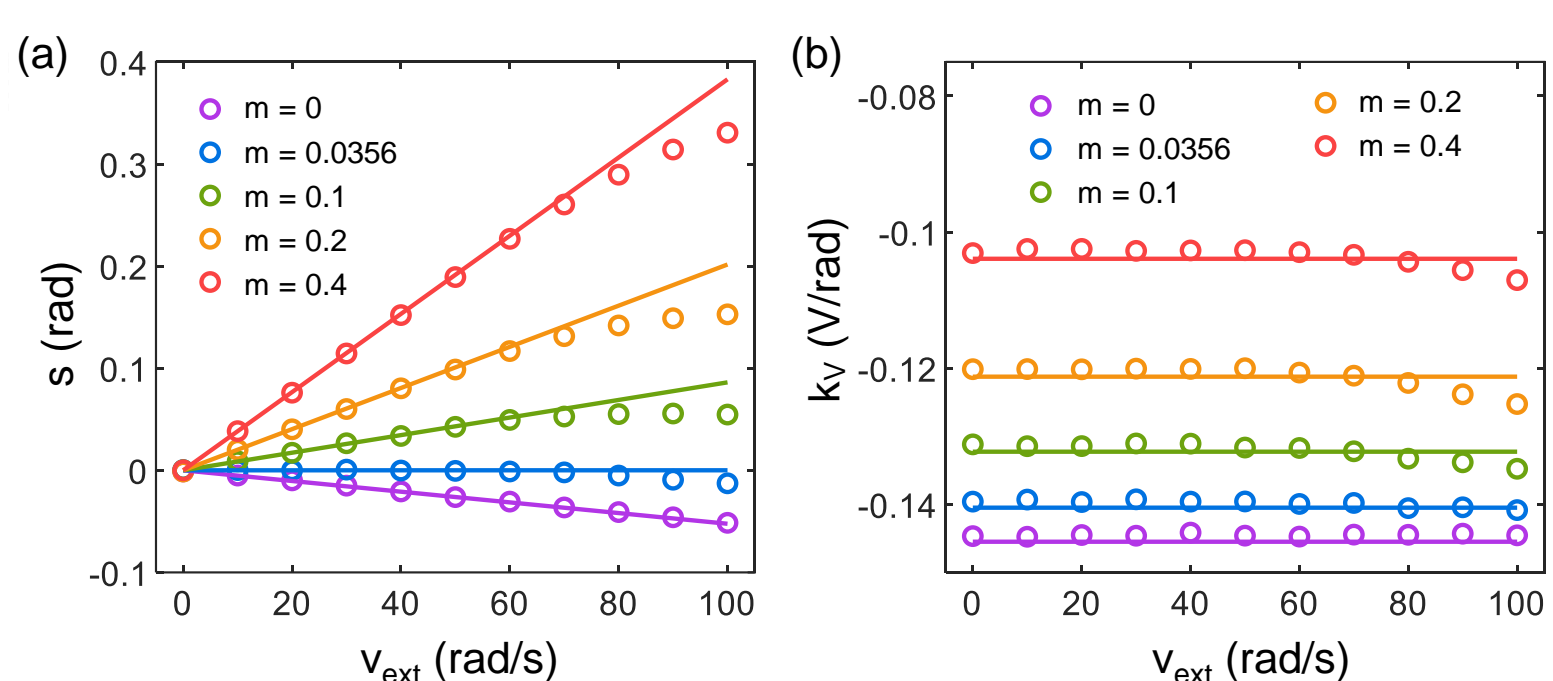 (a)
0.4
0.3
0.2
0.1
0
-0.1
s (rad)
m = 0
m = 0.0356
m = 0.1
m = 0.2
m = 0.4
0 20 40 60 80 100
v_ext (rad/s)
(b)
-0.08
-0.1
-0.12
-0.14
k_V (V/rad)
m = 0
m = 0.0356
m = 0.1
m = 0.2
m = 0.4
0 20 40 60 80 100
v_ext (rad/s)